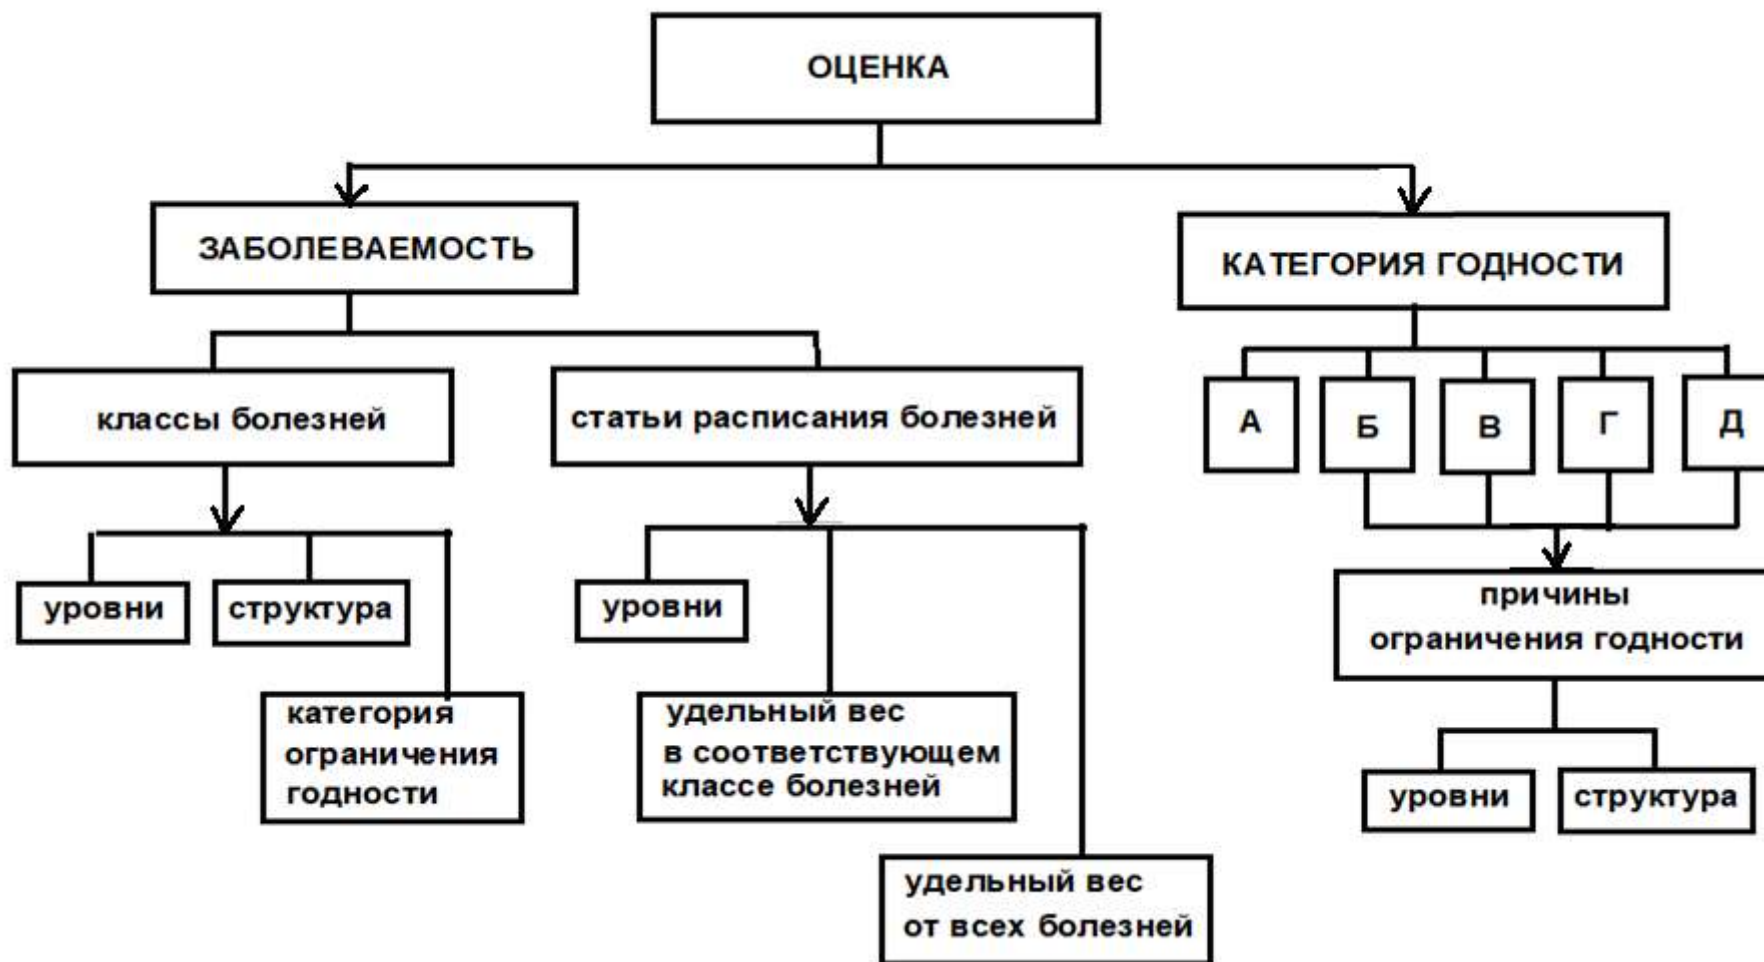 ОЦЕНКА
ЗАБОЛЕВАЕМОСТЬ
КАТЕГОРИЯ ГОДНОСТИ
классы болезней
статьи расписания болезней
А
Б
В
Г
Д
уровни
структура
категория
ограничения
годности
уровни
удельный вес
в соответствующем
классе болезней
удельный вес
от всех болезней
причины
ограничения годности
уровни
структура